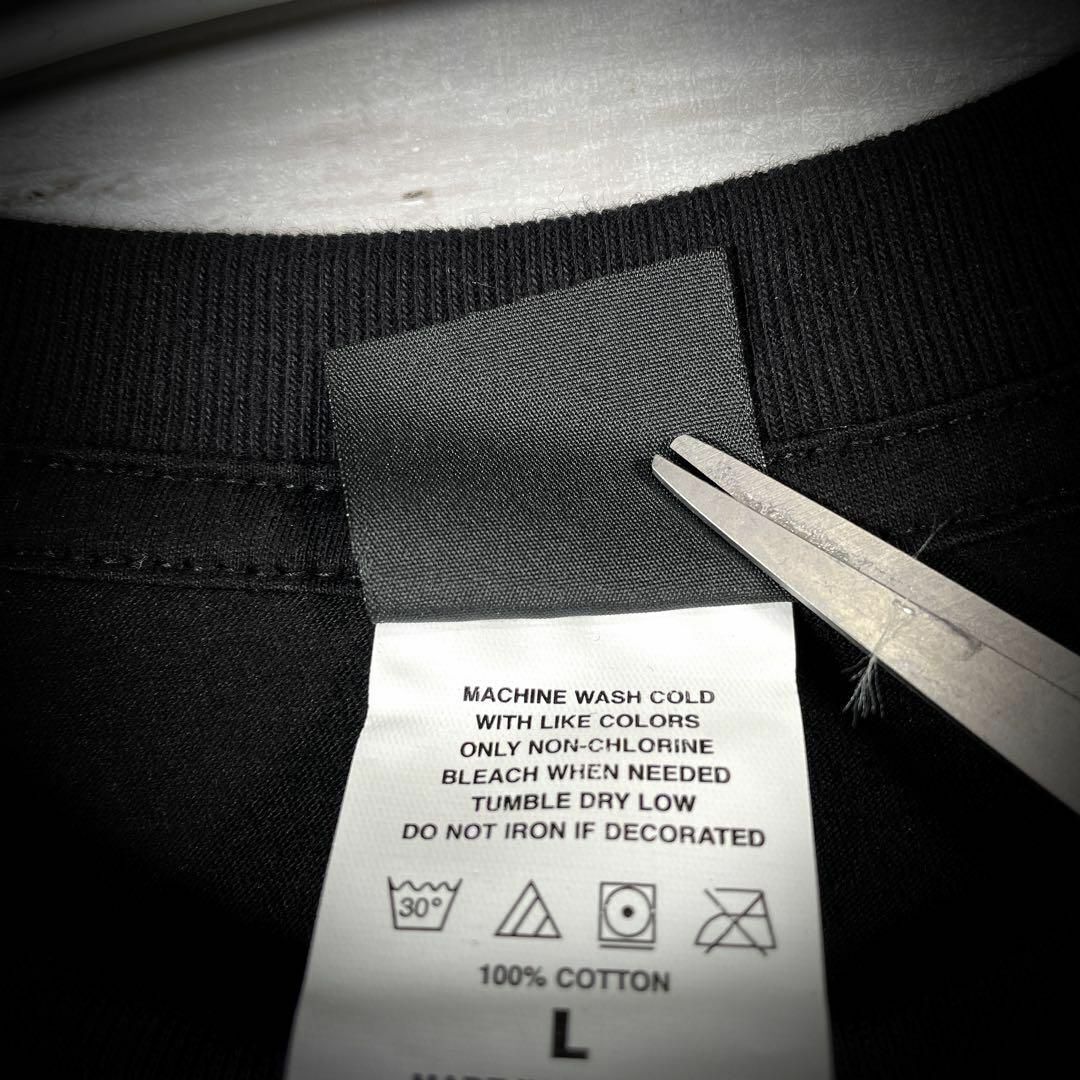 MACHINE WASH COLD
WITH LIKE COLORS
ONLY NON-CHLORINE
BLEACH WHEN NEEDED
TUMBLE DRY LOW
DO NOT IRON IF DECORATED
30°
100% COTTON
L